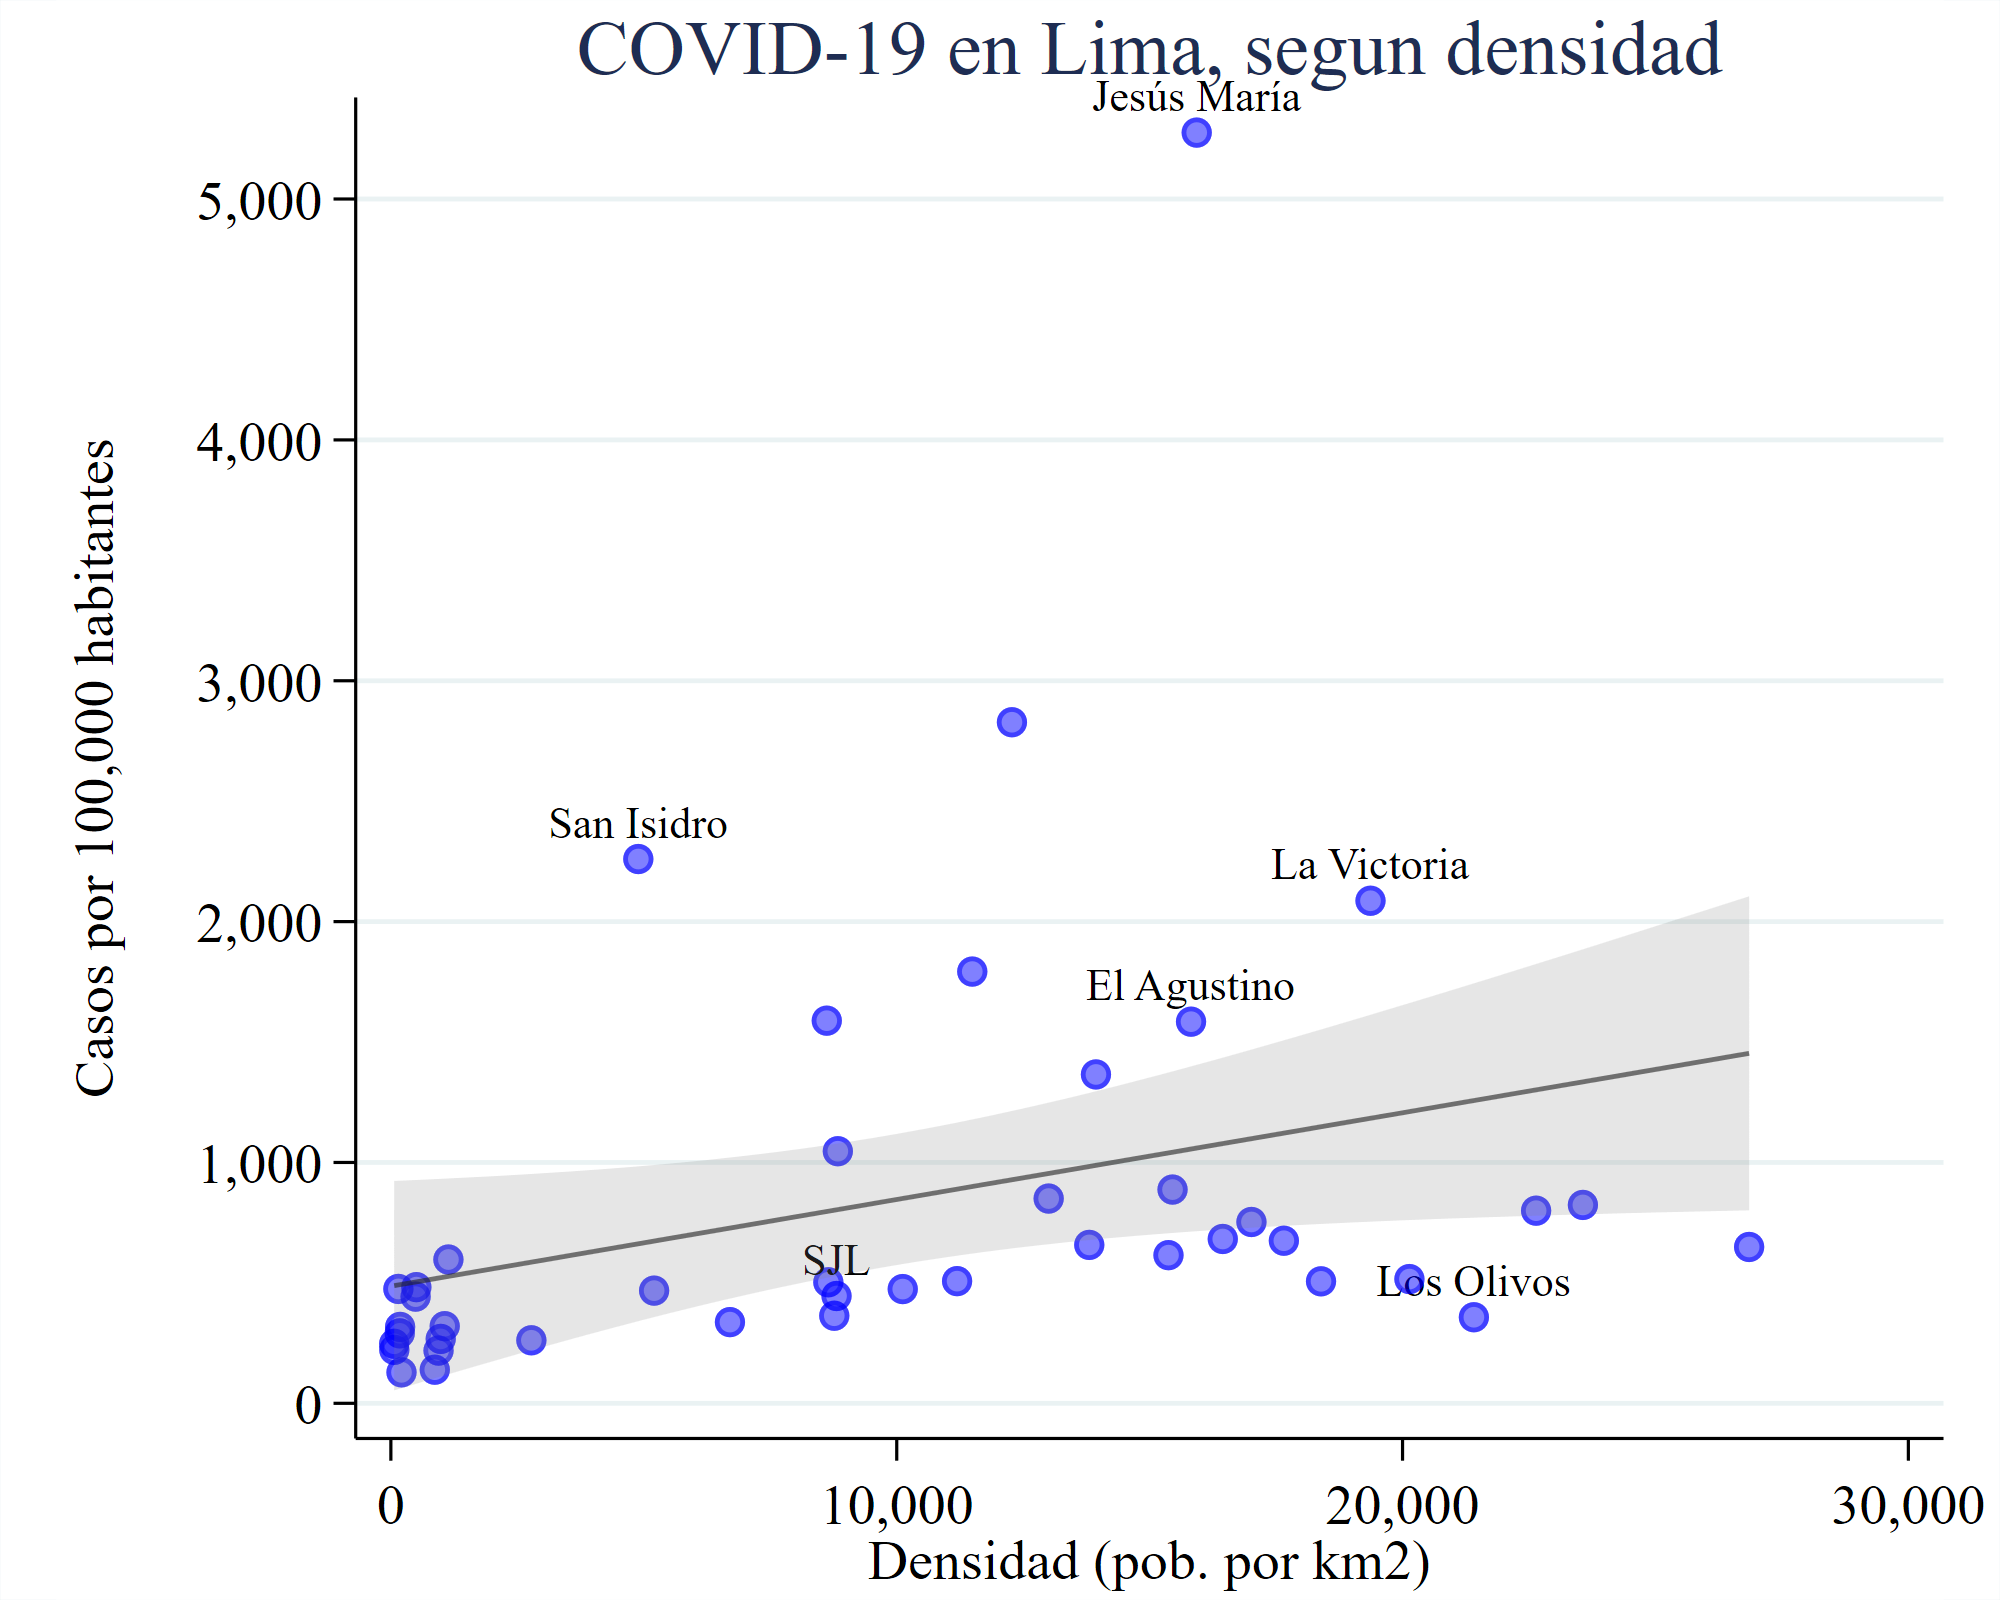 COVID-19 en Lima, segun densidad
Jesús María
5,000
4,000
3,000
2,000
1,000
0
Casos por 100,000 habitantes
San Isidro
La Victoria
El Agustino
SJL
Los Olivos
0
10,000
20,000
30,000
Densidad (pob. por km2)